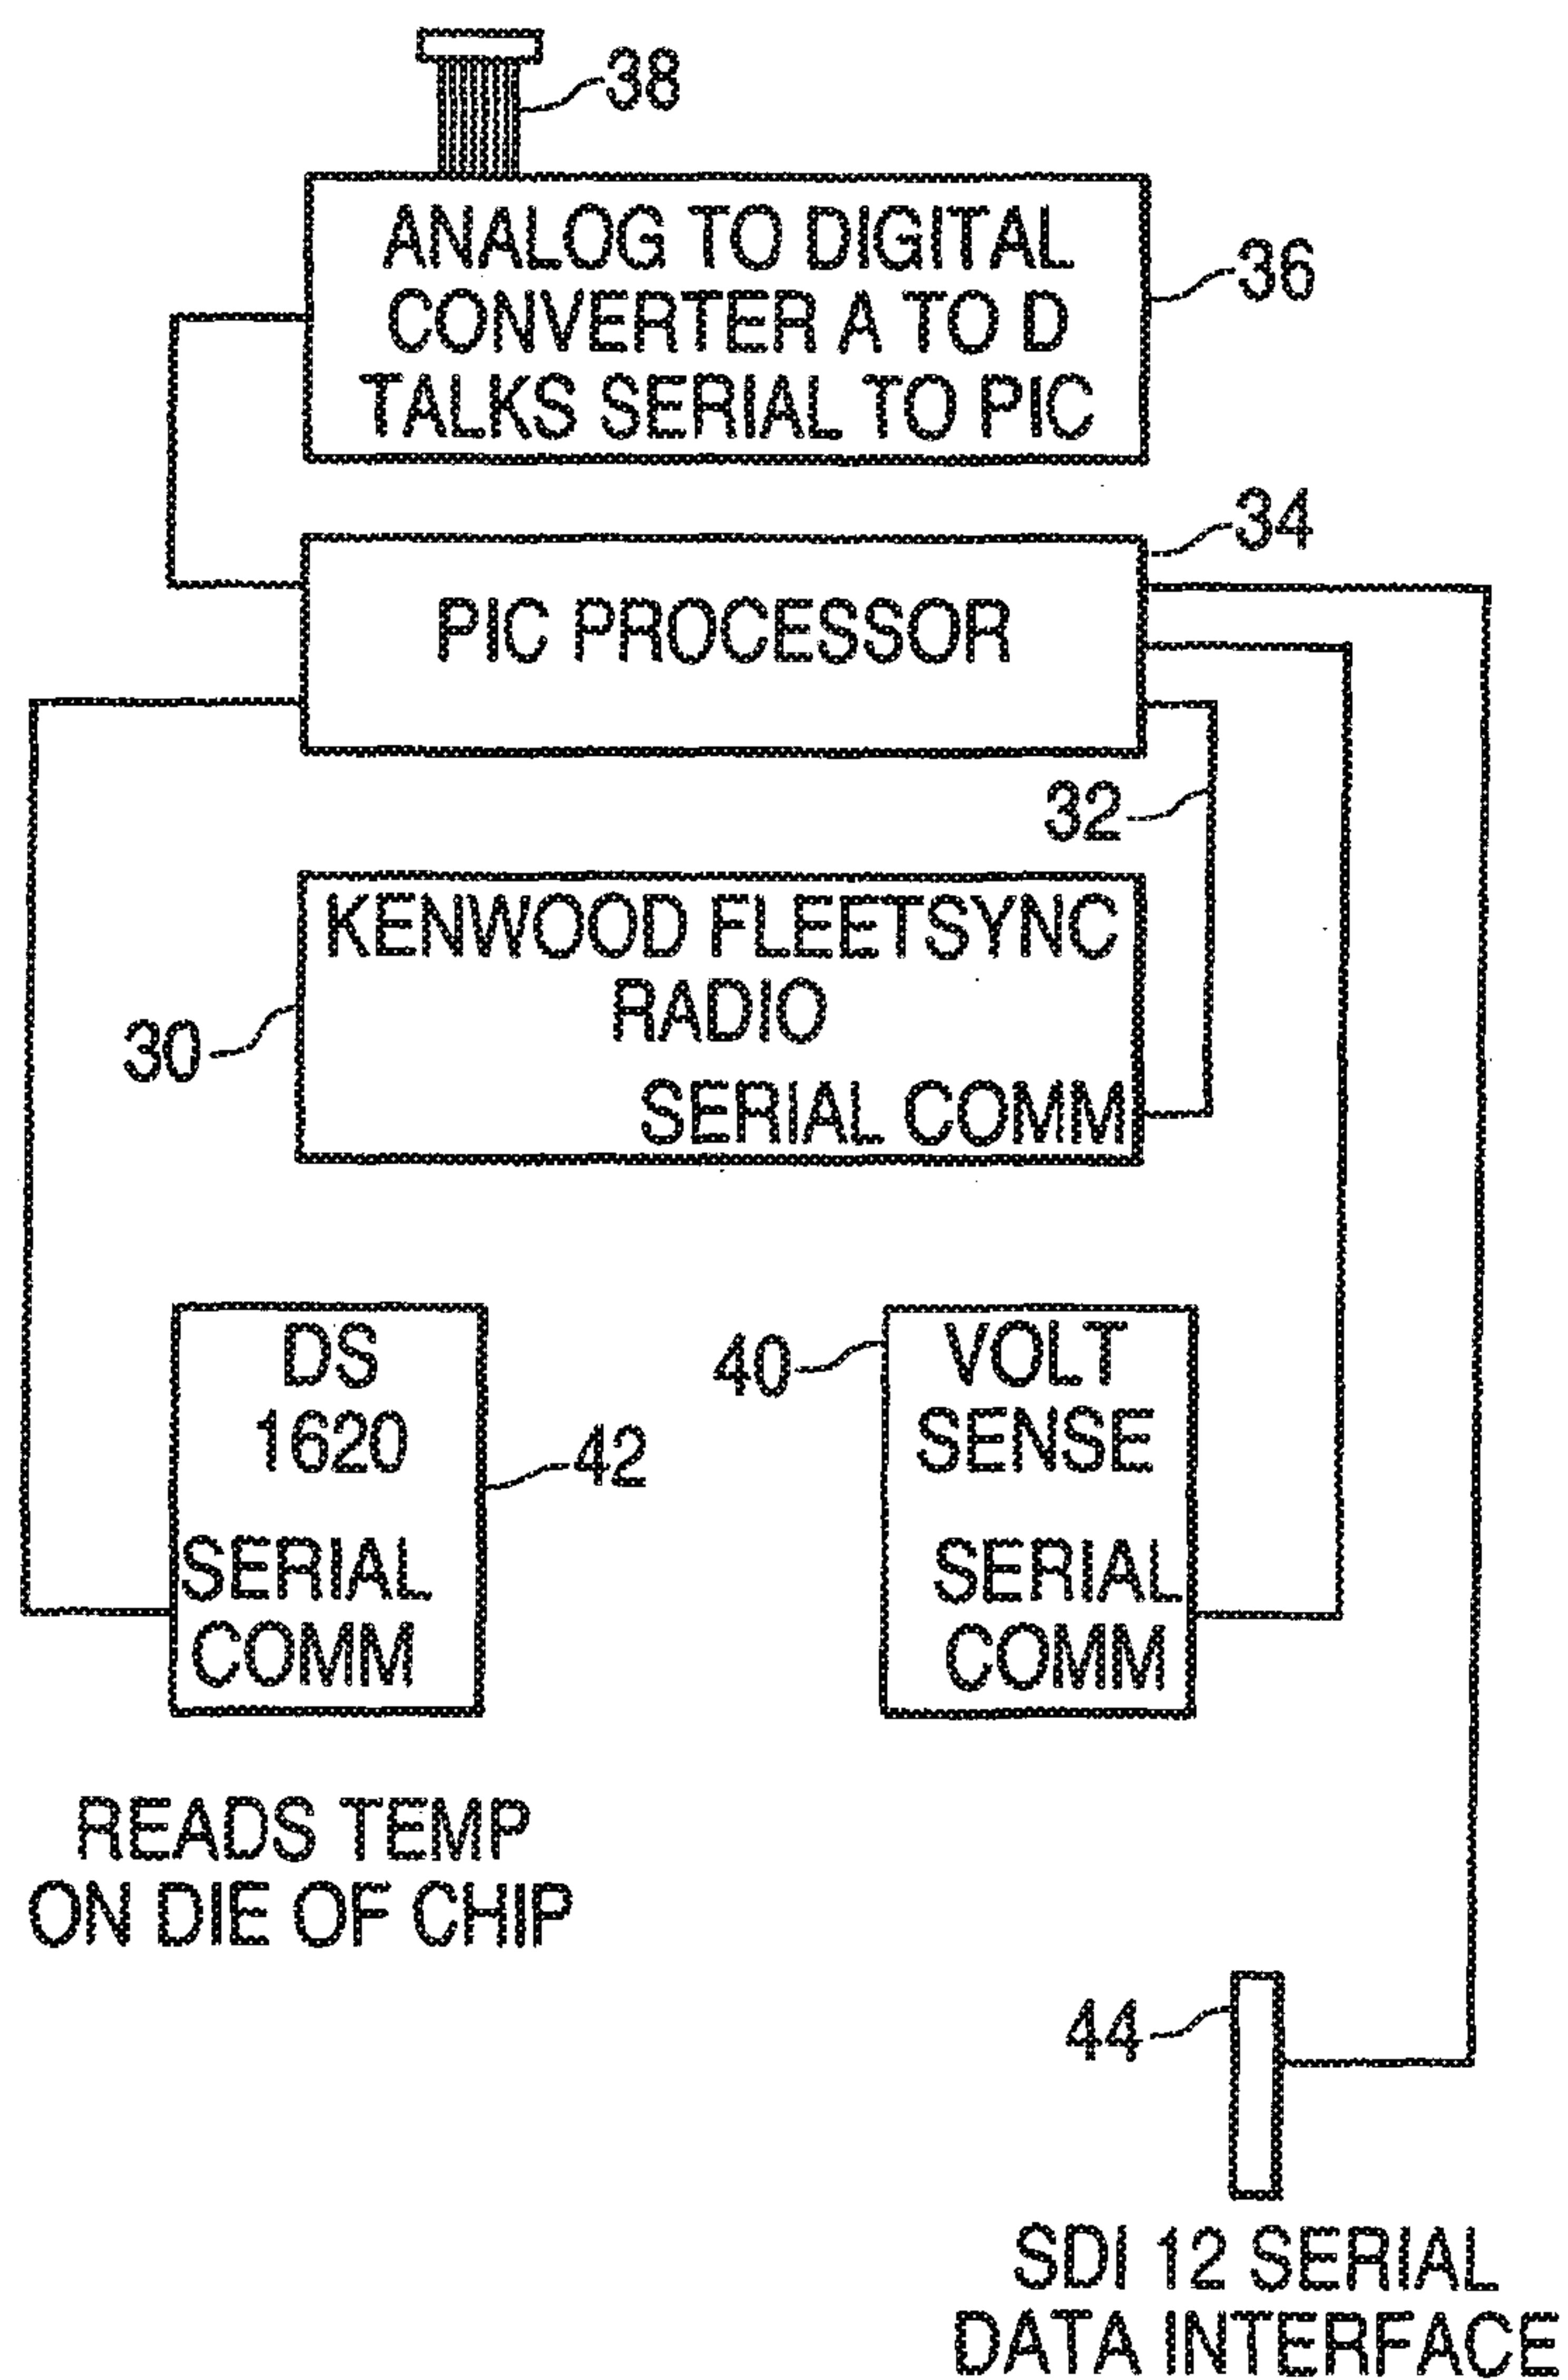 38
ANALOG TO DIGITAL
CONVERTER A TO D
TALKS SERIAL TO PIC
36
34
PIC PROCESSOR
32
KENWOOD FLEETSYNC
RADIO
SERIAL COMM
30
DS
1620
SERIAL
COMM
42
40
VOLT
SENSE
SERIAL
COMM
READS TEMP
ON DIE OF CHIP
44
SDI 12 SERIAL
DATA INTERFACE